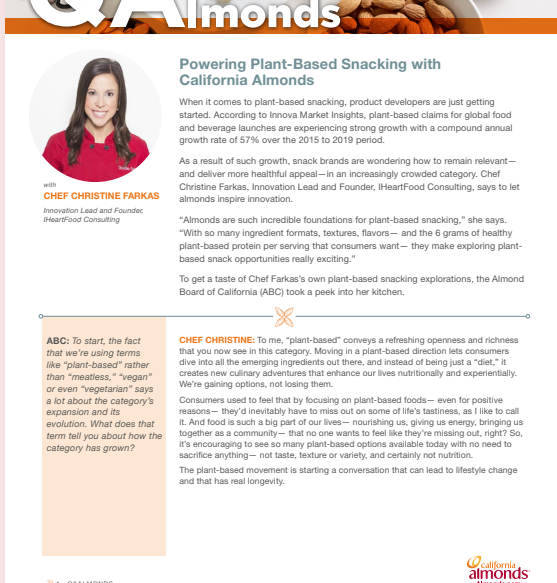 Q&Almonds
Powering Plant-Based Snacking with
California Almonds
When it comes to plant-based snacking, product developers are just getting
started. According to Innova Market Insights, plant-based claims for global food
and beverage launches are experiencing strong growth with a compound annual
growth rate of 57% over the 2015 to 2019 period.
As a result of such growth, snack brands are wondering how to remain relevant—
and deliver more healthful appeal—in an increasingly crowded category. Chef
Christine Farkas, Innovation Lead and Founder, IHeartFood Consulting, says to let
almonds inspire innovation.
“Almonds are such incredible foundations for plant-based snacking,” she says.
“With so many ingredient formats, textures, flavors— and the 6 grams of healthy
plant-based protein per serving that consumers want— they make exploring plant-
based snack opportunities really exciting.”
To get a taste of Chef Farkas’s own plant-based snacking explorations, the Almond
Board of California (ABC) took a peek into her kitchen.
with
CHEF CHRISTINE FARKAS
Innovation Lead and Founder,
IHeartFood Consulting
ABC: To start, the fact
that we’re using terms
like “plant-based” rather
than “meatless,” “vegan”
or even “vegetarian” says
a lot about the category’s
expansion and its
evolution. What does that
term tell you about how the
category has grown?
CHEF CHRISTINE: To me, “plant-based” conveys a refreshing openness and richness
that you now see in this category. Moving in a plant-based direction lets consumers
dive into all the emerging ingredients out there, and instead of being just a “diet,” it
creates new culinary adventures that enhance our lives nutritionally and experientially.
We’re gaining options, not losing them.
Consumers used to feel that by focusing on plant-based foods— even for positive
reasons— they’d inevitably have to miss out on some of life’s tastiness, as I like to call
it. And food is such a big part of our lives— nourishing us, giving us energy, bringing us
together as a community— that no one wants to feel like they’re missing out, right? So,
it’s encouraging to see so many plant-based options available today with no need to
sacrifice anything— not taste, texture or variety, and certainly not nutrition.
The plant-based movement is starting a conversation that can lead to lifestyle change
and that has real longevity.
california
almonds
Almonds.com